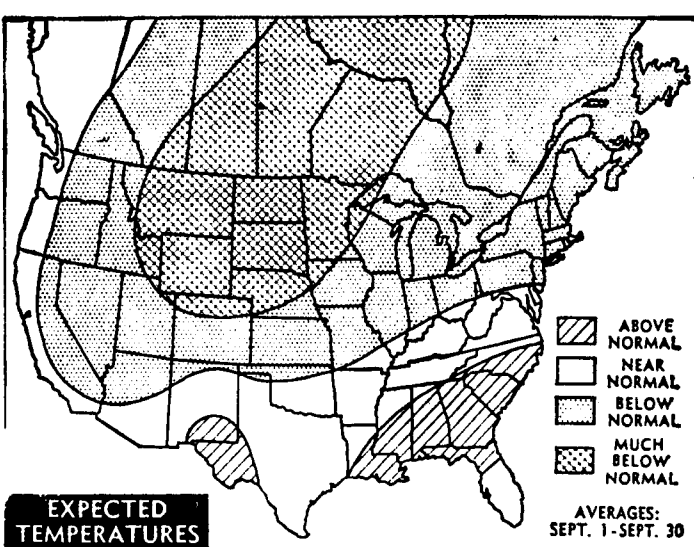 ABOVE
NORMAL
NEAR
NORMAL
BELOW
NORMAL
MUCH
BELOW
NORMAL
EXPECTED
TEMPERATURES
AVERAGES:
SEPT. 1-SEPT. 30